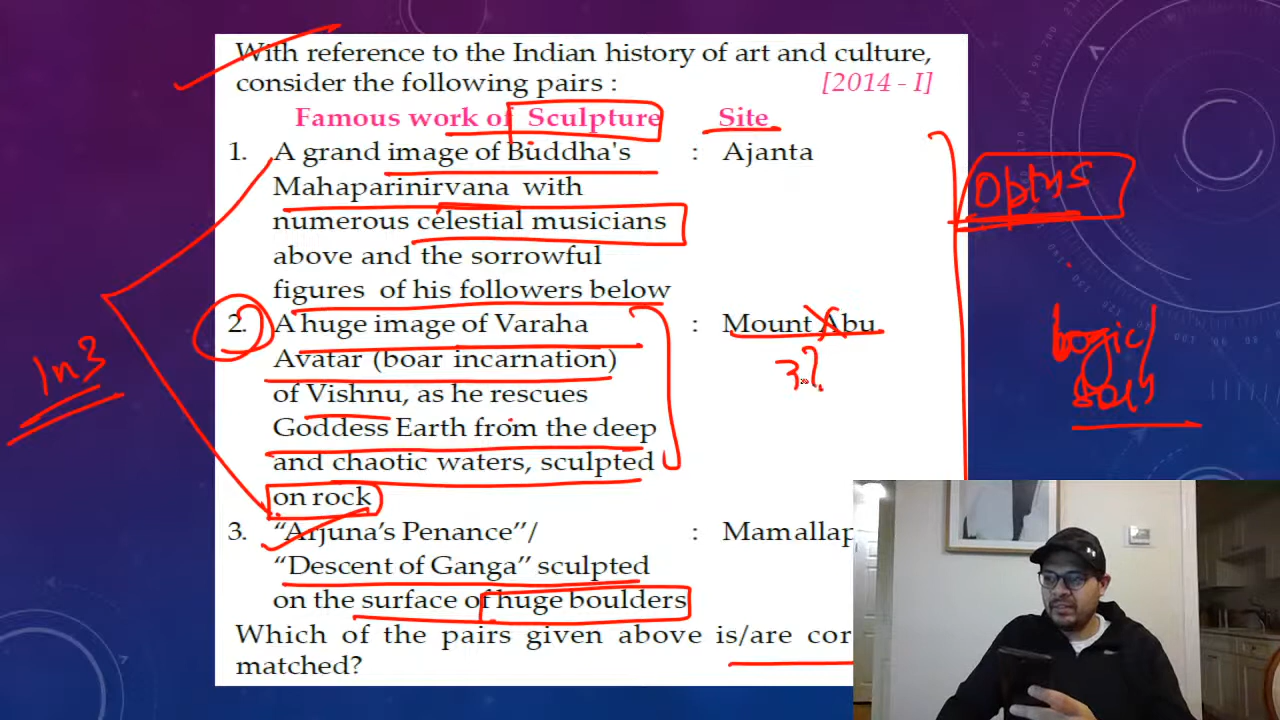 With reference to the Indian history of art and culture,
consider the following pairs : [2014 - I]
Famous work of Sculpture Site
1. A grand image of Buddha's : Ajanta
Mahaparinirvana with
numerous celestial musicians
above and the sorrowful
figures of his followers below
2. A huge image of Varaha : Mount Abu
Avatar (boar incarnation)
of Vishnu, as he rescues
Goddess Earth from the deep
and chaotic waters, sculpted
on rock
3. “Arjuna's Penance”/ : Mamallap
“Descent of Ganga” sculpted
on the surface of huge boulders
Which of the pairs given above is/are cor
matched?
1n3
3?
Logic/